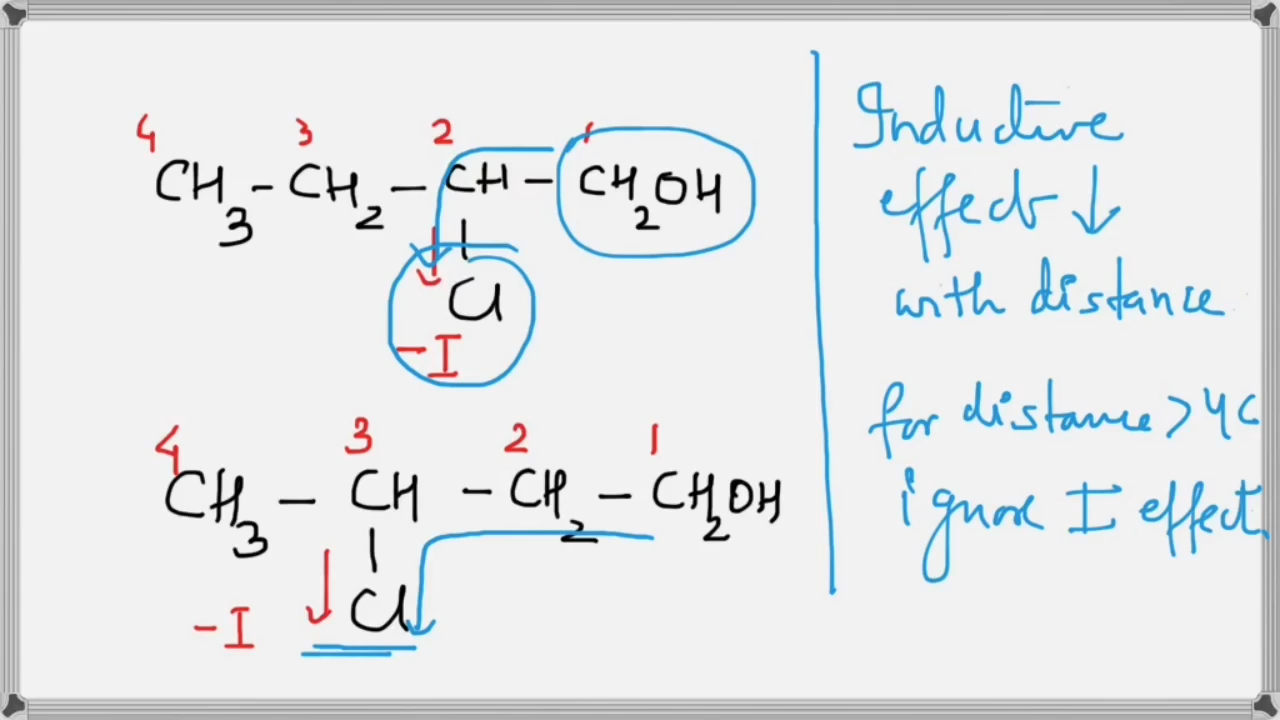 4 3 2 1
CH3 - CH2 - CH - CH2OH
|
Cl
-I
4 3 2 1
CH3 - CH - CH2 - CH2OH
|
Cl
-I
Inductive
effect ↓
with distance
for distance > 4C
ignore I effect.